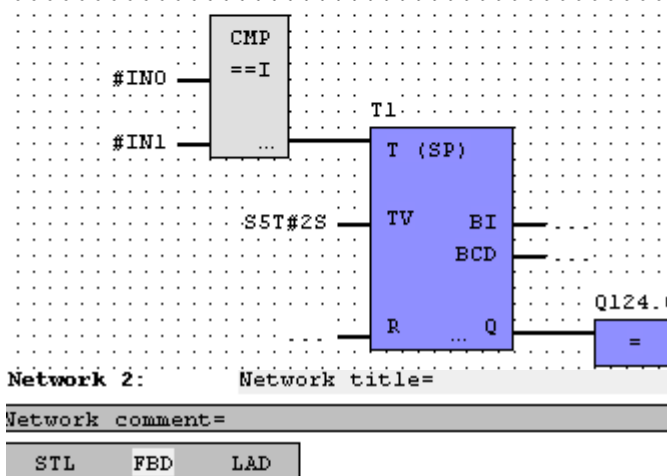 CMP
==I
#IN0
#IN1
...
T1
T (SP)
S5T#2S
TV
BI
...
BCD
...
Q124.
...
R
...
Q
=
Network 2: Network title=
Network comment=
STL FBD LAD